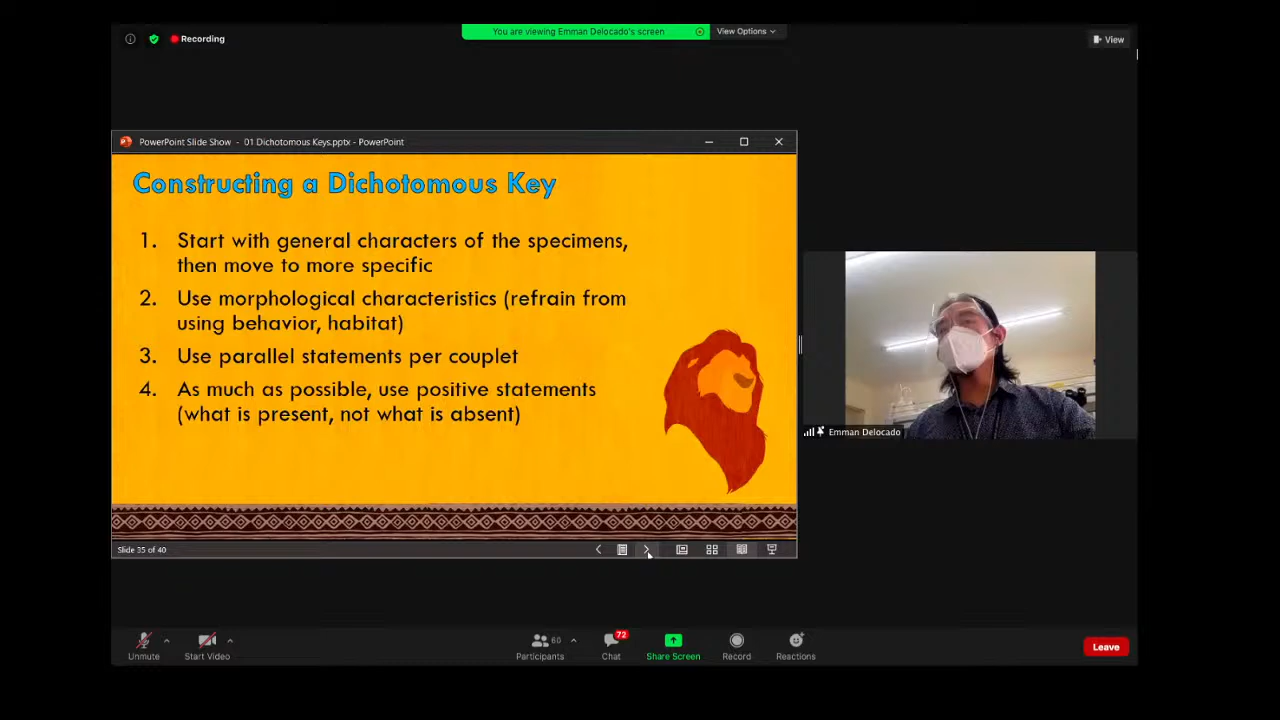 Recording
You are viewing Emman Delocado's screen
View Options
View
PowerPoint Slide Show - 01 Dichotomous Keys.pptx - PowerPoint
Constructing a Dichotomous Key
1. Start with general characters of the specimens,
then move to more specific
2. Use morphological characteristics (refrain from
using behavior, habitat)
3. Use parallel statements per couplet
4. As much as possible, use positive statements
(what is present, not what is absent)
Emman Delocado
Slide 35 of 40
Unmute
Start Video
60
Participants
72
Chat
Share Screen
Record
Reactions
Leave